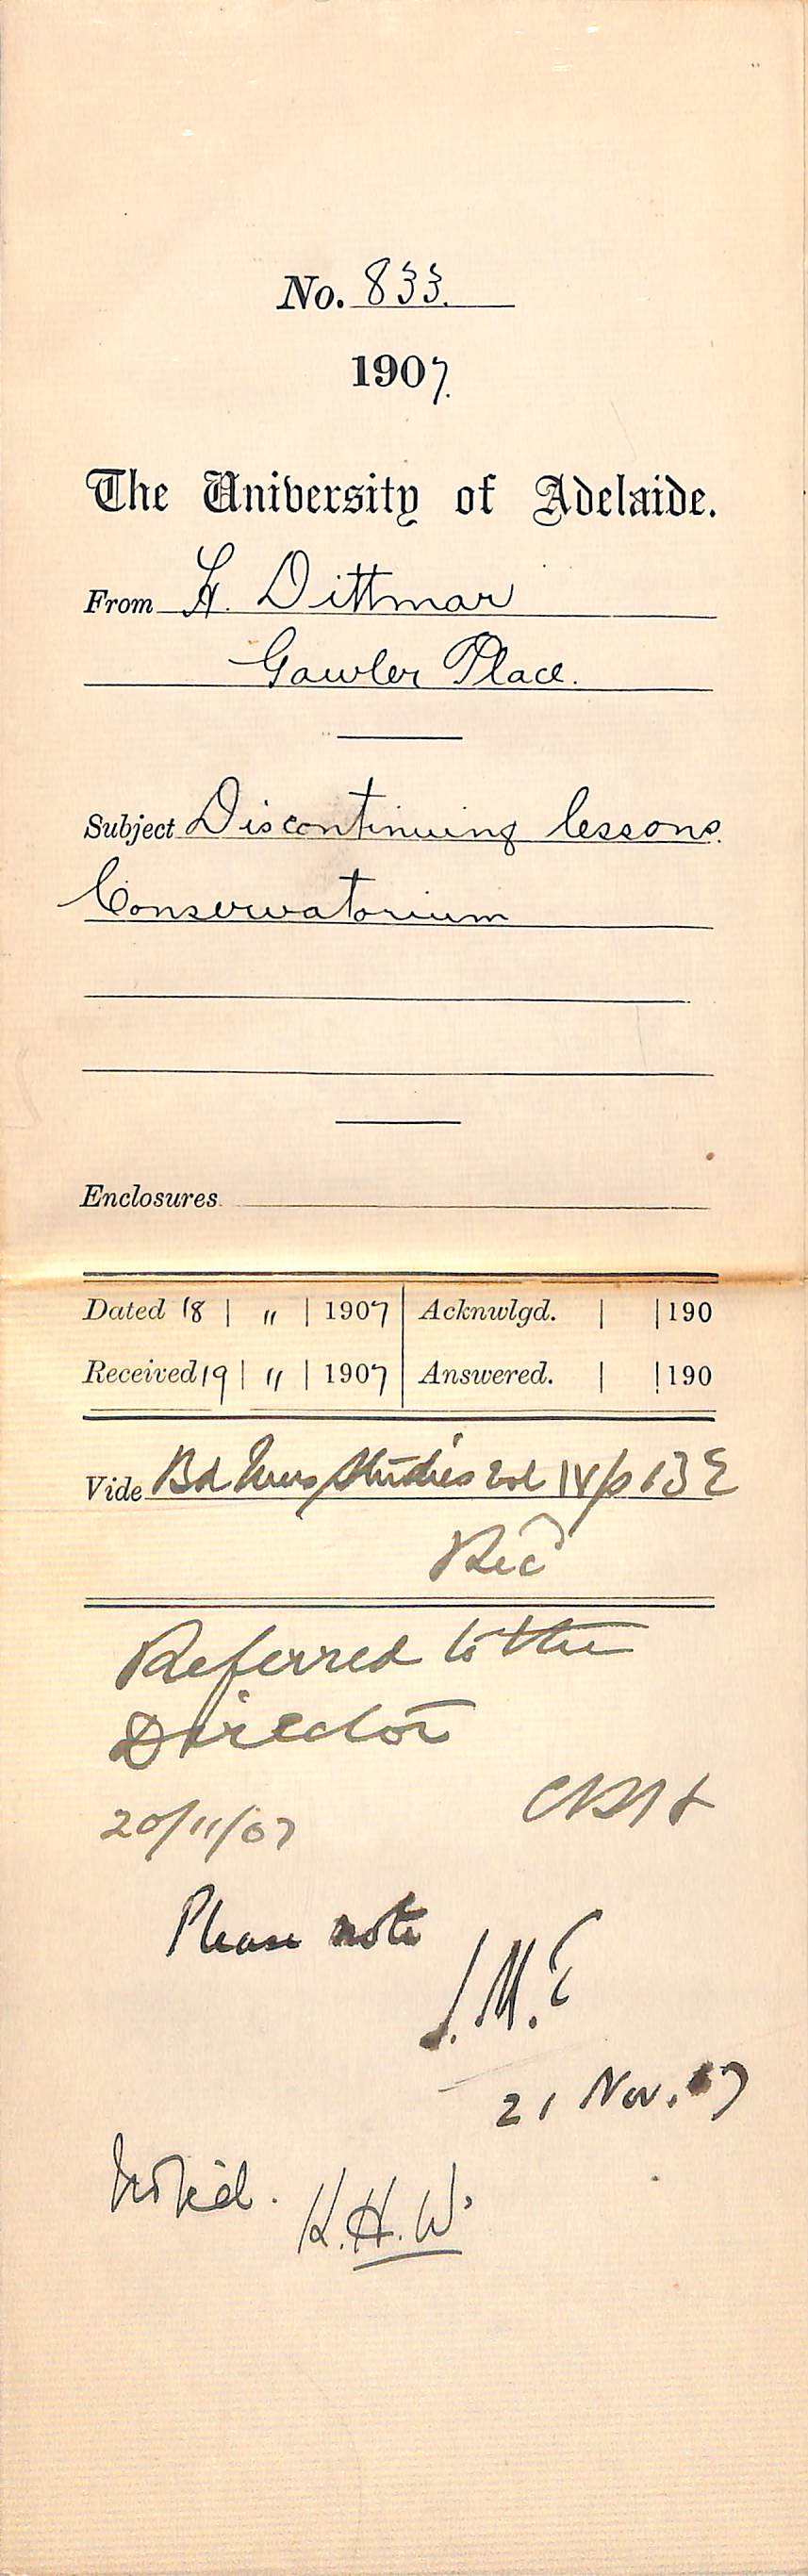 No. 833.
1907.
The University of Adelaide.
From H. Dittmar
Gawler Place.
Subject Discontinuing lessons.
Conservatorium
Enclosures
Dated 18 | 11 | 1907 | Acknwlgd. | | 190
Received 19 | 11 | 1907 | Answered. | | 190
Vide Bd Mus Studies Vol IV/p 13
Rec^d
Referred to the
Director
20/11/07
Please note
J.M.E
21 Nov. 07
Noted. H.H.W.